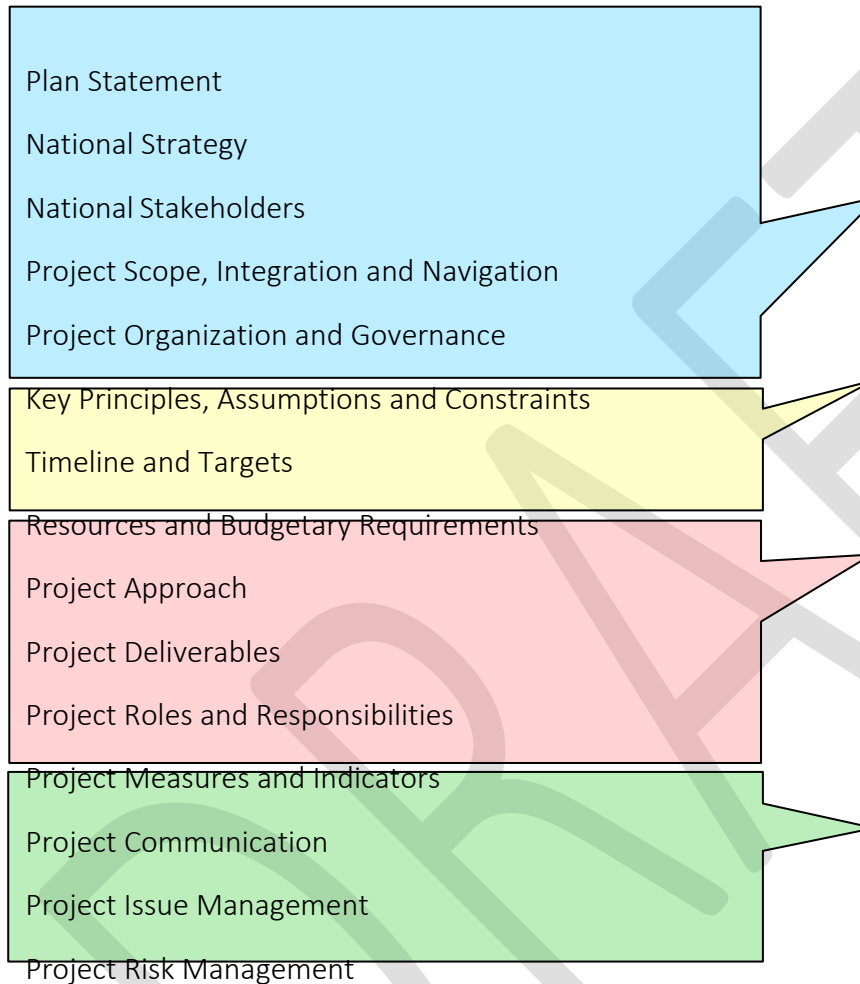 Plan Statement
National Strategy
National Stakeholders
Project Scope, Integration and Navigation
Project Organization and Governance
Key Principles, Assumptions and Constraints
Timeline and Targets
Resources and Budgetary Requirements
Project Approach
Project Deliverables
Project Roles and Responsibilities
Project Measures and Indicators
Project Communication
Project Issue Management
Project Risk Management
DRAFT